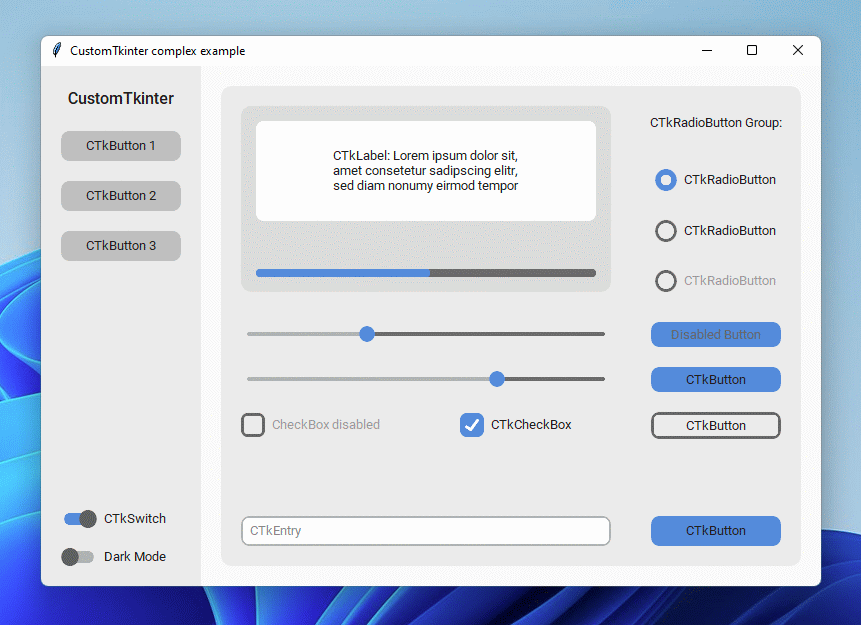 CustomTkinter complex example
CustomTkinter
CTkButton 1
CTkButton 2
CTkButton 3
CTkSwitch
Dark Mode
CTkLabel: Lorem ipsum dolor sit,
amet consetetur sadipscing elitr,
sed diam nonumy eirmod tempor
CheckBox disabled
CTkCheckBox
CTkEntry
CTkRadioButton Group:
CTkRadioButton
CTkRadioButton
CTkRadioButton
Disabled Button
CTkButton
CTkButton
CTkButton